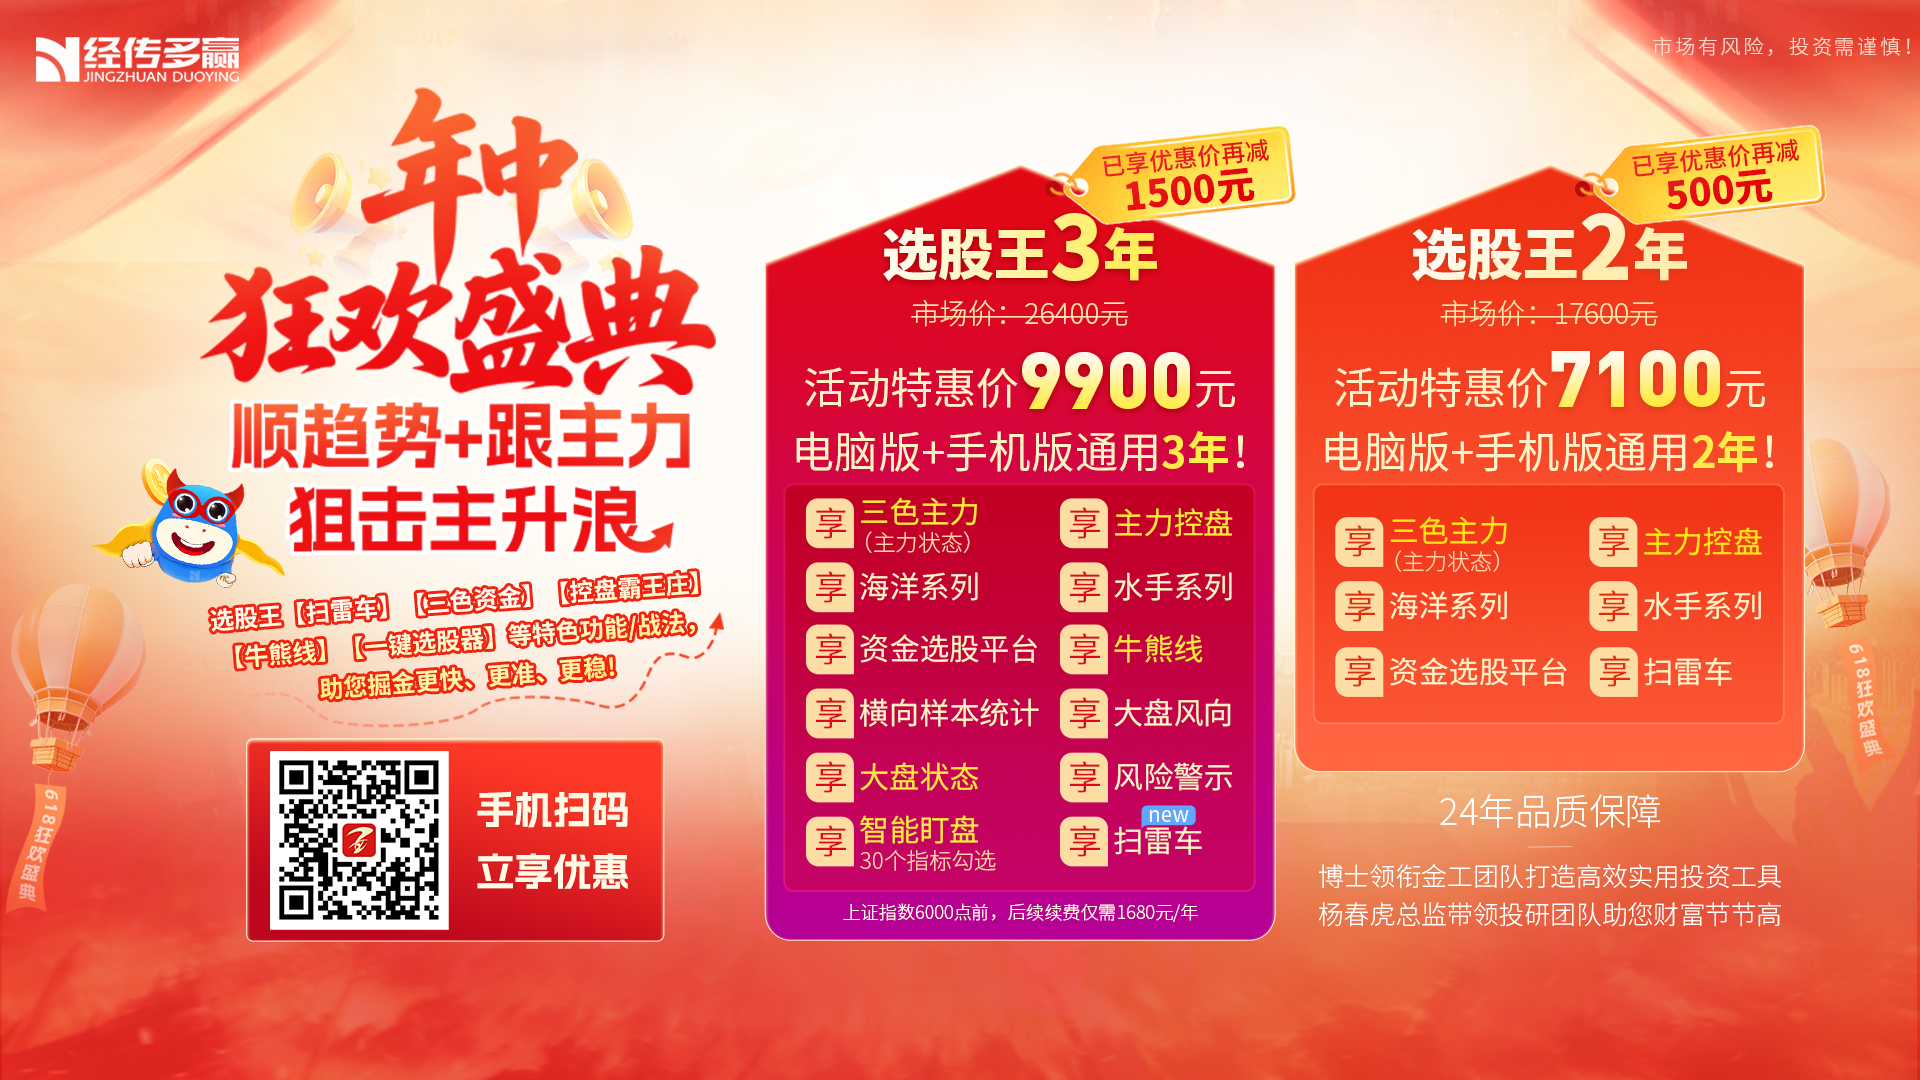 经传多赢
JINGZHUAN DUOYING
市场有风险，投资需谨慎！
年中
狂欢盛典
顺趋势+跟主力
狙击主升浪
选股王【扫雷车】【三色资金】【控盘霸王庄】
【牛熊线】【一键选股器】等特色功能/战法，
助您掘金更快、更准、更稳！
手机扫码
立享优惠
618狂欢盛典
已享优惠价再减
1500元
选股王3年
市场价：26400元
活动特惠价9900元
电脑版+手机版通用3年！
享 三色主力
（主力状态）
享 主力控盘
享 海洋系列
享 水手系列
享 资金选股平台
享 牛熊线
享 横向样本统计
享 大盘风向
享 大盘状态
享 风险警示
享 智能盯盘
30个指标勾选
new
享 扫雷车
上证指数6000点前，后续续费仅需1680元/年
已享优惠价再减
500元
选股王2年
市场价：17600元
活动特惠价7100元
电脑版+手机版通用2年！
享 三色主力
（主力状态）
享 主力控盘
享 海洋系列
享 水手系列
享 资金选股平台
享 扫雷车
24年品质保障
博士领衔金工团队打造高效实用投资工具
杨春虎总监带领投研团队助您财富节节高
618狂欢盛典